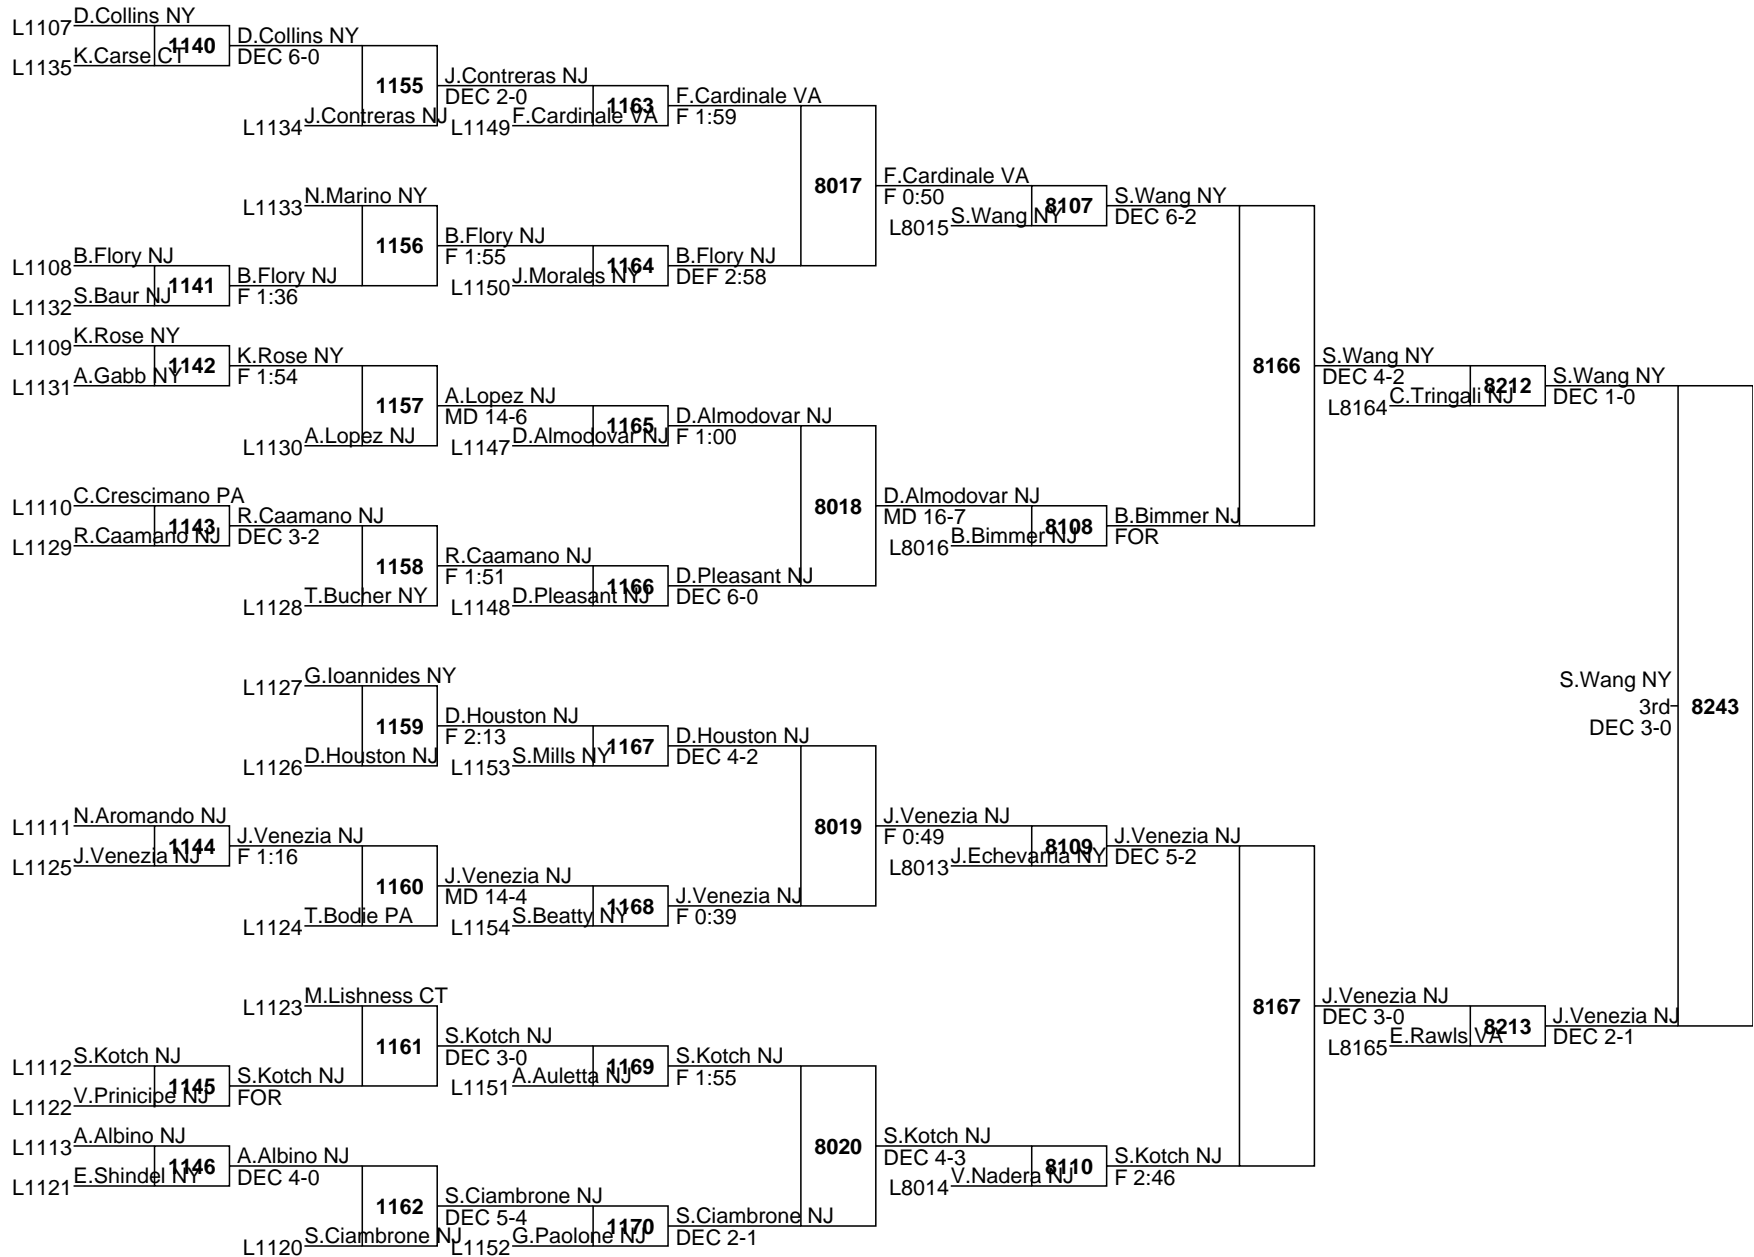 D.Collins NY
L1107
1140
D.Collins NY
K.Carse CT
DEC 6-0
L1135
1155
J.Contreras NJ
DEC 2-0
1163
F.Cardinale VA
J.Contreras NJ
F.Cardinale VA
F 1:59
L1134
L1149
8017
F.Cardinale VA
F 0:50
8107
S.Wang NY
N.Marino NY
L1133
S.Wang NY
DEC 6-2
L8015
1156
B.Flory NJ
F 1:55
1164
B.Flory NJ
B.Flory NJ
L1108
J.Morales NY
DEF 2:58
1141
B.Flory NJ
L1150
S.Baur NJ
F 1:36
L1132
K.Rose NY
L1109
1142
K.Rose NY
8166
S.Wang NY
A.Gabb NY
F 1:54
DEC 4-2
8212
S.Wang NY
L1131
C.Tringali NJ
DEC 1-0
1157
A.Lopez NJ
L8164
MD 14-6
1165
D.Almodovar NJ
A.Lopez NJ
D.Almodovar NJ
F 1:00
L1130
L1147
C.Crescimano PA
8018
D.Almodovar NJ
L1110
MD 16-7
8108
B.Bimmer NJ
1143
R.Caamano NJ
R.Caamano NJ
DEC 3-2
B.Bimmer NJ
FOR
L1129
L8016
1158
R.Caamano NJ
F 1:51
1166
D.Pleasant NJ
T.Bucher NY
D.Pleasant NJ
DEC 6-0
L1128
L1148
G.Ioannides NY
L1127
S.Wang NY
3rd
8243
DEC 3-0
1159
D.Houston NJ
F 2:13
1167
D.Houston NJ
D.Houston NJ
S.Mills NY
DEC 4-2
L1126
L1153
N.Aromando NJ
L1111
8019
J.Venezia NJ
1144
J.Venezia NJ
F 0:49
8109
J.Venezia NJ
J.Venezia NJ
F 1:16
J.Echevarria NY
DEC 5-2
L1125
L8013
1160
J.Venezia NJ
MD 14-4
1168
J.Venezia NJ
T.Bodie PA
S.Beatty NY
F 0:39
L1124
L1154
M.Lishness CT
L1123
8167
J.Venezia NJ
DEC 3-0
8213
J.Venezia NJ
E.Rawls VA
DEC 2-1
L8165
1161
S.Kotch NJ
DEC 3-0
1169
S.Kotch NJ
S.Kotch NJ
L1112
A.Auletta NJ
F 1:55
1145
S.Kotch NJ
L1151
V.Prinicipe NJ
FOR
L1122
A.Albino NJ
L1113
8020
S.Kotch NJ
1146
A.Albino NJ
DEC 4-3
8110
S.Kotch NJ
E.Shindel NY
DEC 4-0
V.Nadera NJ
F 2:46
L1121
L8014
1162
S.Ciambrone NJ
DEC 5-4
1170
S.Ciambrone NJ
S.Ciambrone NJ
G.Paolone NJ
DEC 2-1
L1120
L1152